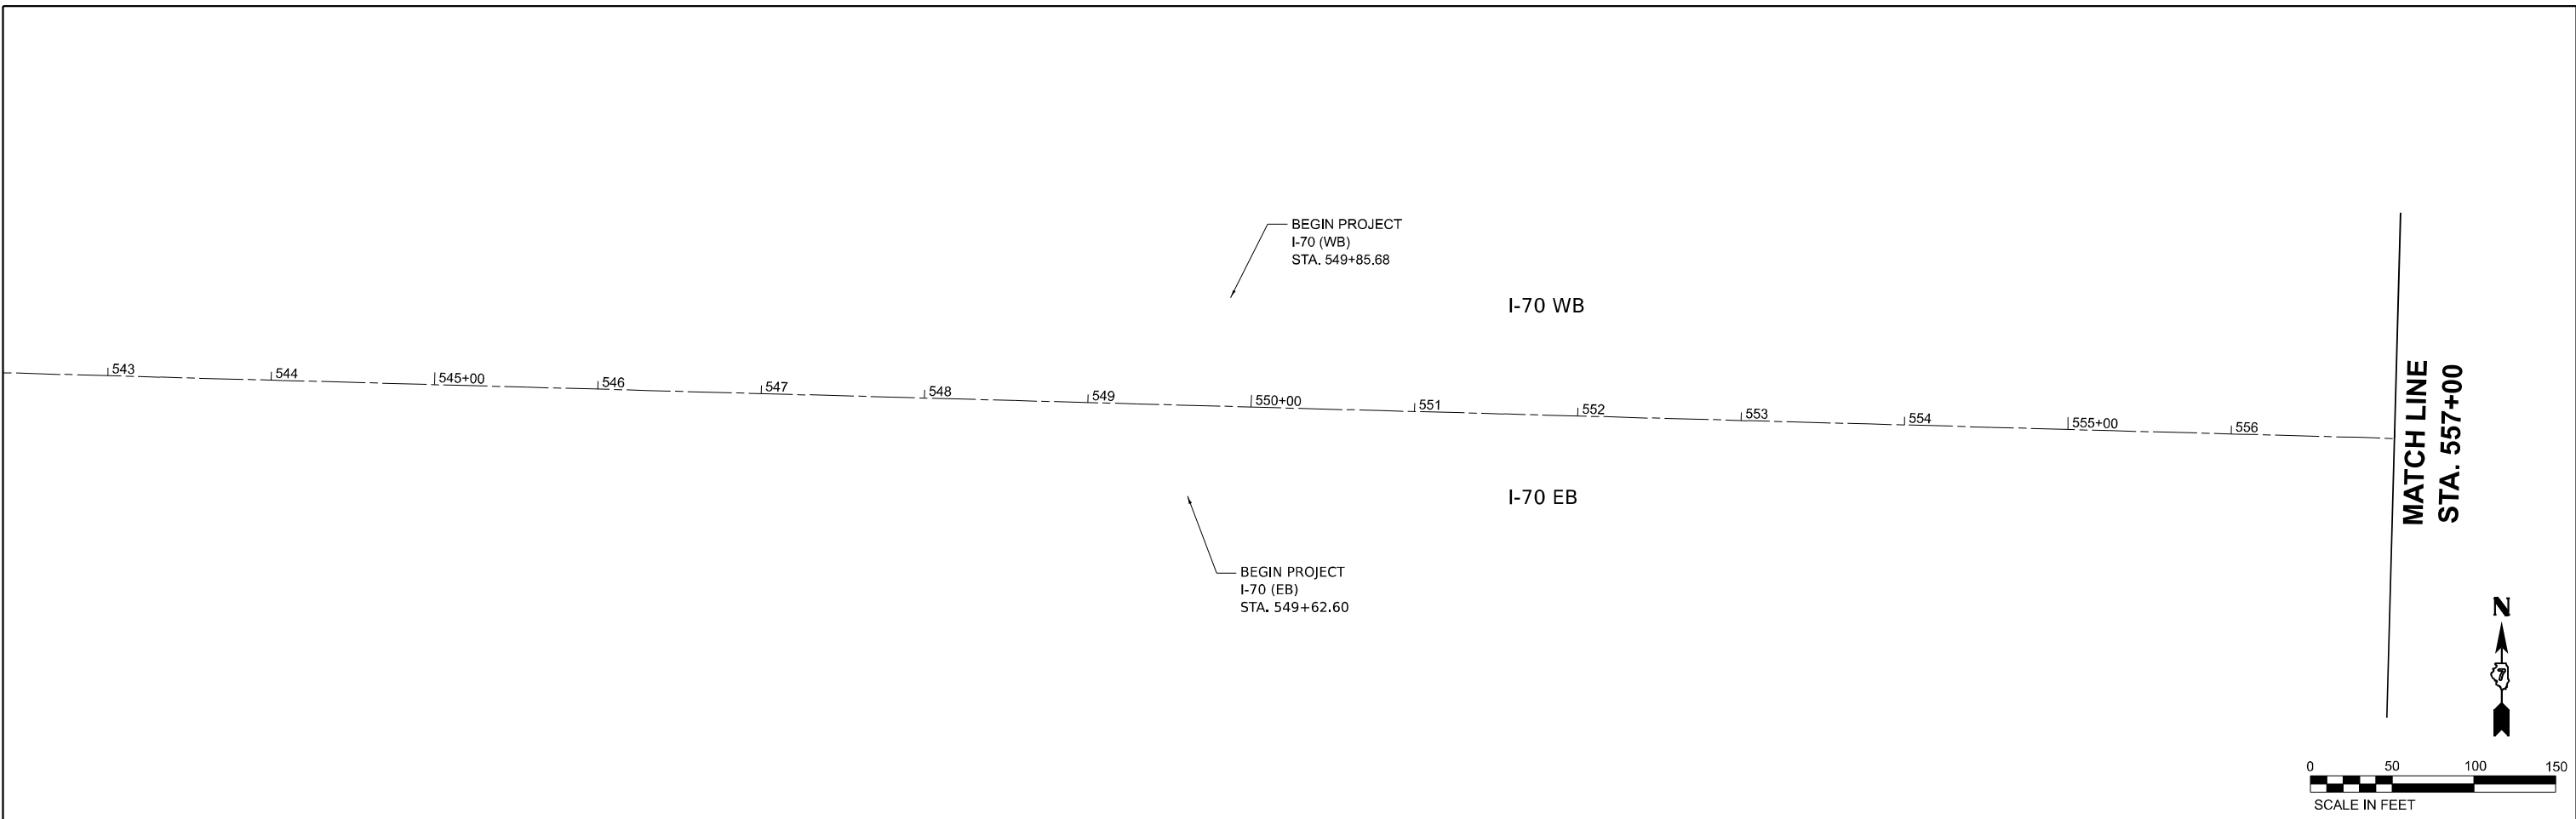 BEGIN PROJECT
I-70 (WB)
STA. 549+85.68
I-70 WB
543
544
545+00
546
547
548
549
550+00
551
552
553
554
555+00
556
MATCH LINE
STA. 557+00
I-70 EB
BEGIN PROJECT
I-70 (EB)
STA. 549+62.60
N
7
0 50 100 150
SCALE IN FEET